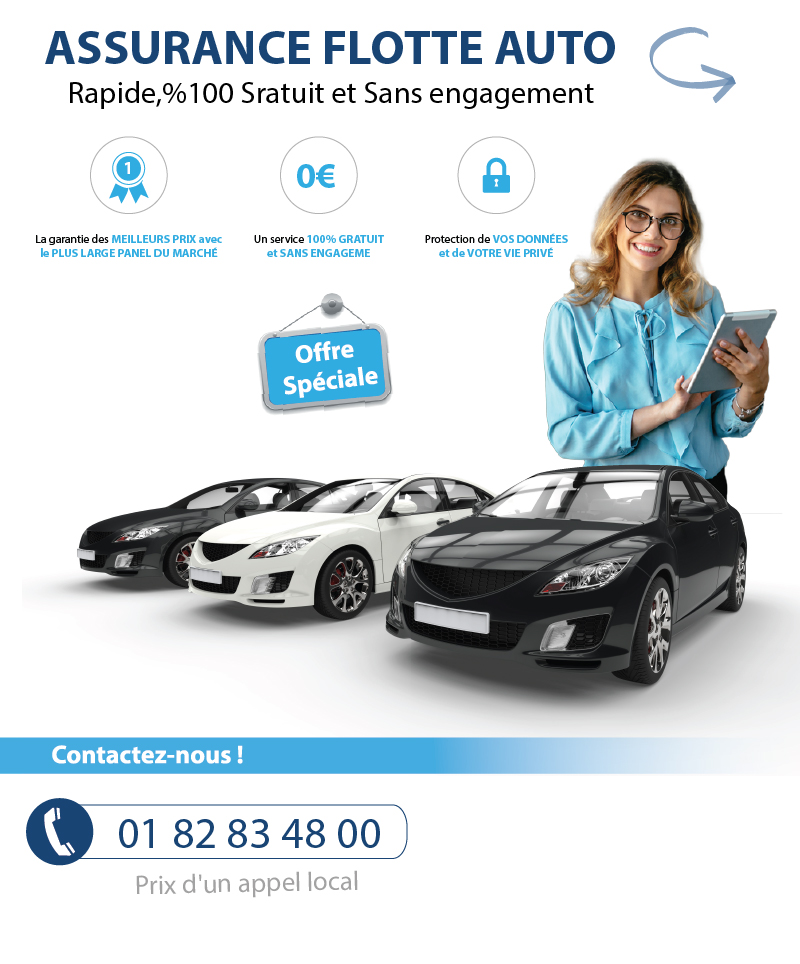 ASSURANCE FLOTTE AUTO
Rapide,%100 Sratuit et Sans engagement
1
0€
La garantie des MEILLEURS PRIX avec
le PLUS LARGE PANEL DU MARCHÉ
Un service 100% GRATUIT
et SANS ENGAGEME
Protection de VOS DONNÉES
et de VOTRE VIE PRIVÉ
Offre
Spéciale
Contactez-nous !
01 82 83 48 00
Prix d'un appel local